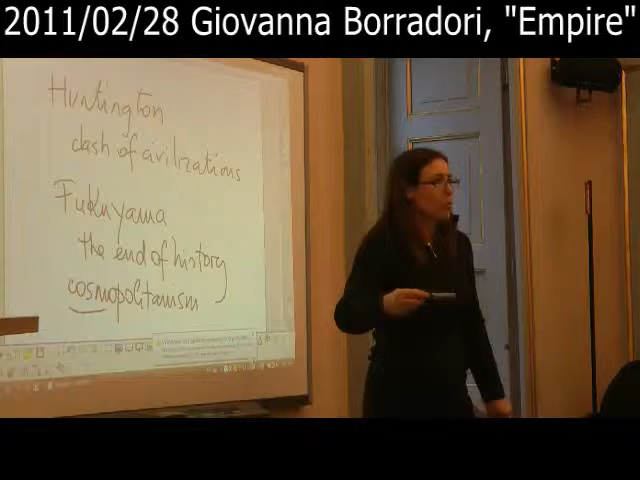 2011/02/28 Giovanna Borradori, "Empire"
Huntington
clash of civilizations
Fukuyama
the end of history
cosmopolitanism